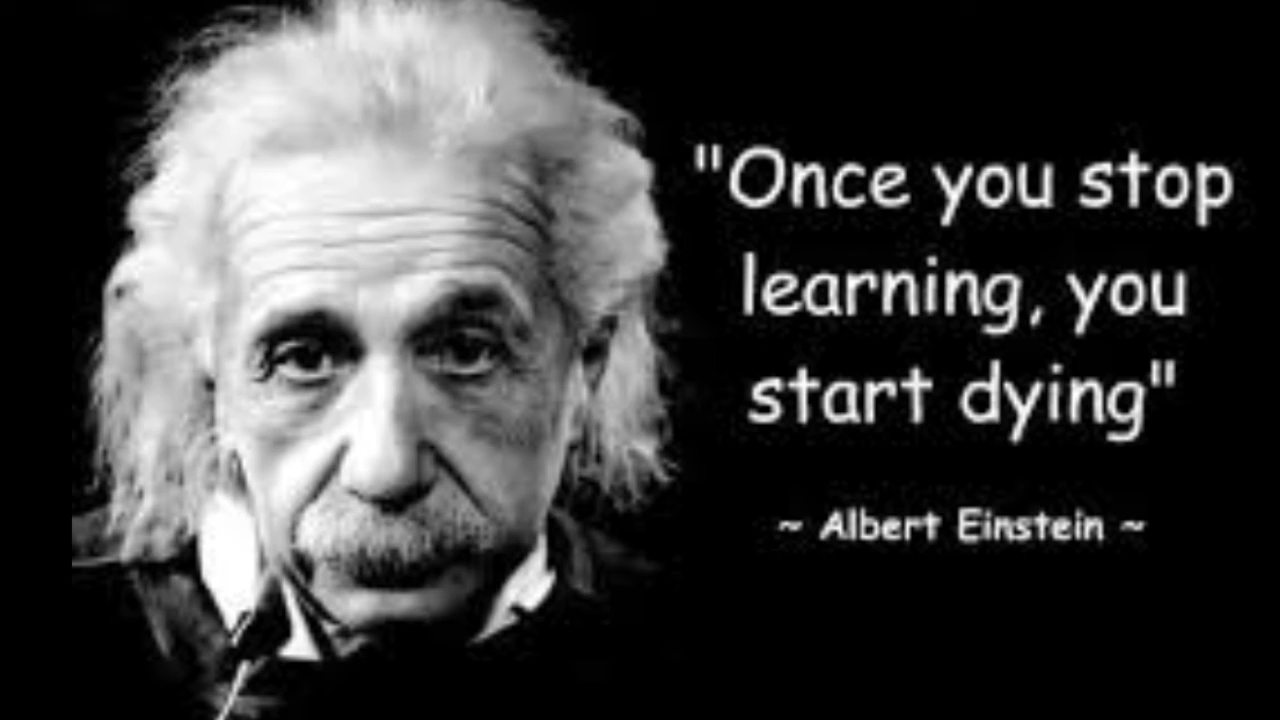 "Once you stop
learning, you
start dying"
~ Albert Einstein ~